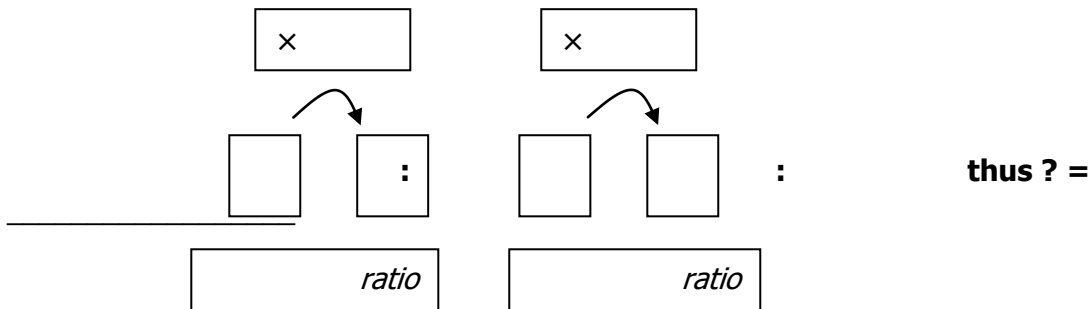 × ×
: : thus ? =
ratio ratio